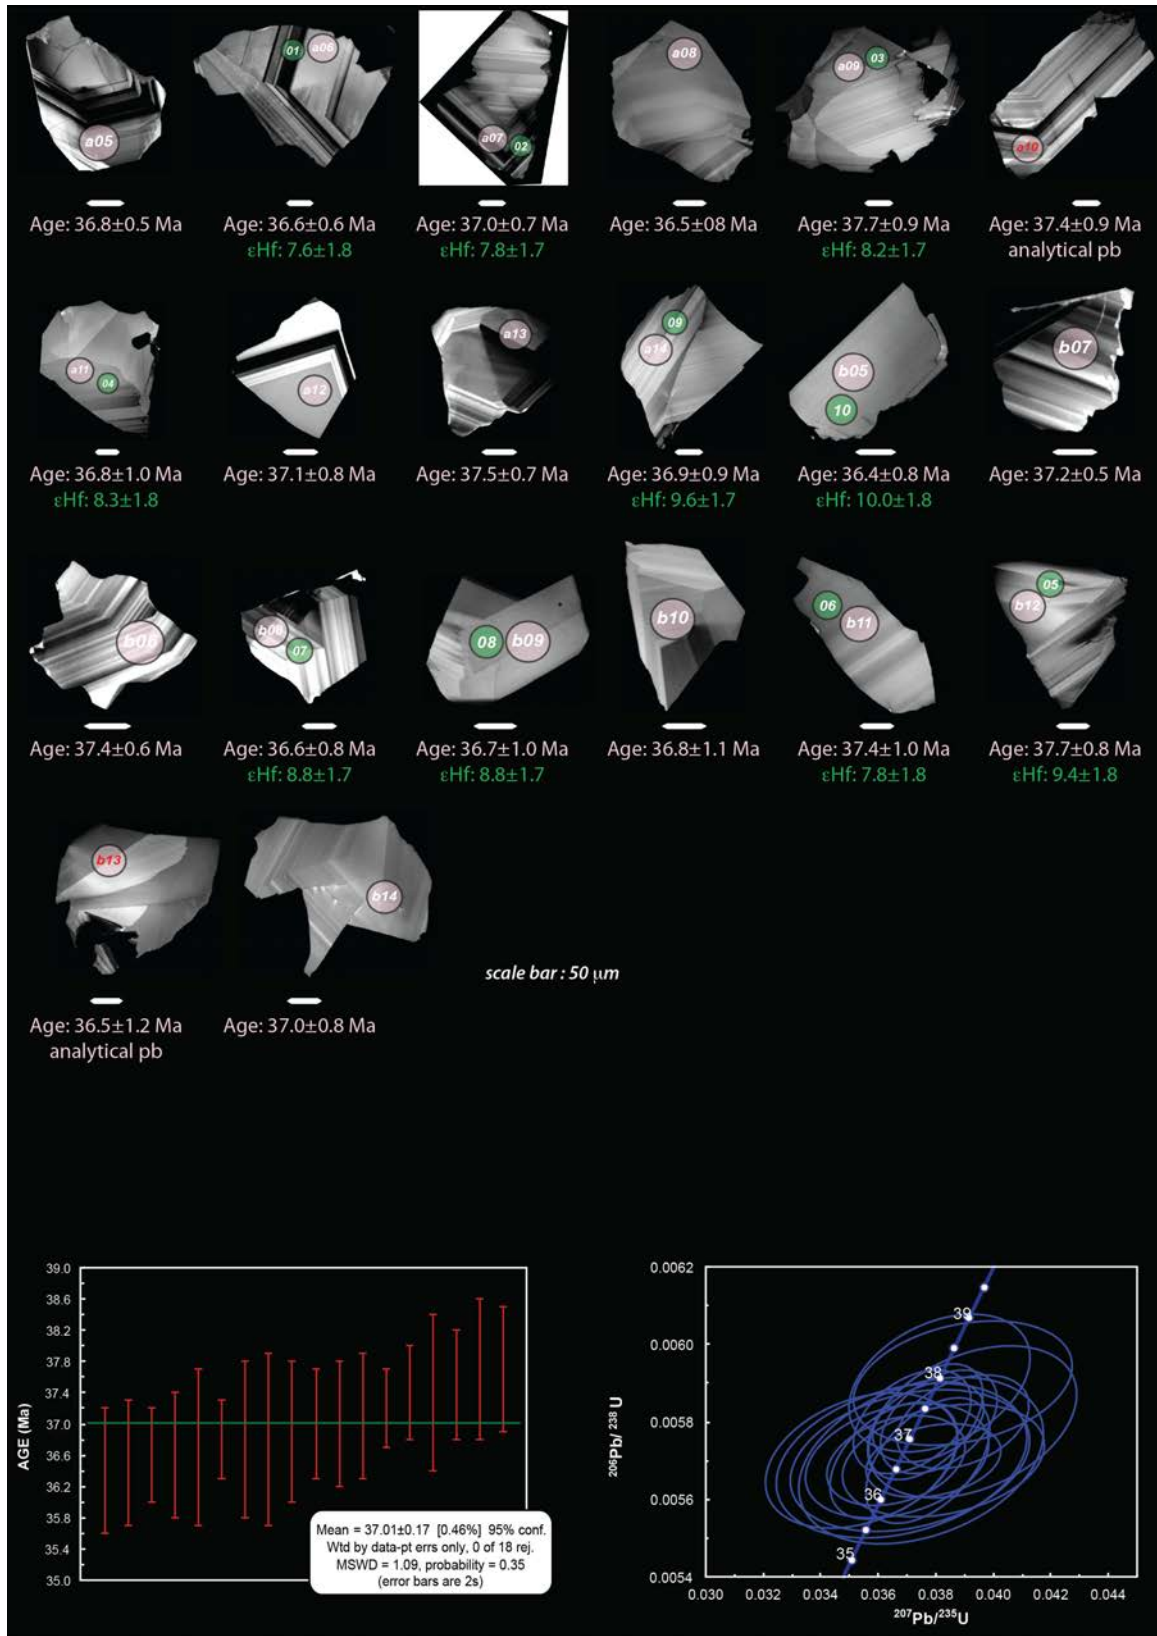 01 a06 03 a08 a09
a05 a07 02 a10
Age: 36.8±0.5 Ma Age: 36.6±0.6 Ma Age: 37.0±0.7 Ma Age: 36.5±08 Ma Age: 37.7±0.9 Ma Age: 37.4±0.9 Ma
εHf: 7.6±1.8 εHf: 7.8±1.7 εHf: 8.2±1.7 analytical pb
09 a13 a14 b07
a11 04 a12 b05 10
Age: 36.8±1.0 Ma Age: 37.1±0.8 Ma Age: 37.5±0.7 Ma Age: 36.9±0.9 Ma Age: 36.4±0.8 Ma Age: 37.2±0.5 Ma
εHf: 8.3±1.8 εHf: 9.6±1.7 εHf: 10.0±1.8
05 06 b12 b10 b11
b06 b08 07 08 b09
Age: 37.4±0.6 Ma Age: 36.6±0.8 Ma Age: 36.7±1.0 Ma Age: 36.8±1.1 Ma Age: 37.4±1.0 Ma Age: 37.7±0.8 Ma
εHf: 8.8±1.7 εHf: 8.8±1.7 εHf: 7.8±1.8 εHf: 9.4±1.8
b13 b14
scale bar : 50 µm
Age: 36.5±1.2 Ma Age: 37.0±0.8 Ma
analytical pb
AGE (Ma)
39.0
38.6
38.2
37.8
37.4
37.0
36.6
36.2
35.8
35.4
35.0
Mean = 37.01±0.17 [0.46%] 95% conf.
Wtd by data-pt errs only, 0 of 18 rej.
MSWD = 1.09, probability = 0.35
(error bars are 2s)
206Pb/238U
0.0062
0.0060
0.0058
0.0056
0.0054
39
38
37
36
35
0.030 0.032 0.034 0.036 0.038 0.040 0.042 0.044
207Pb/235U